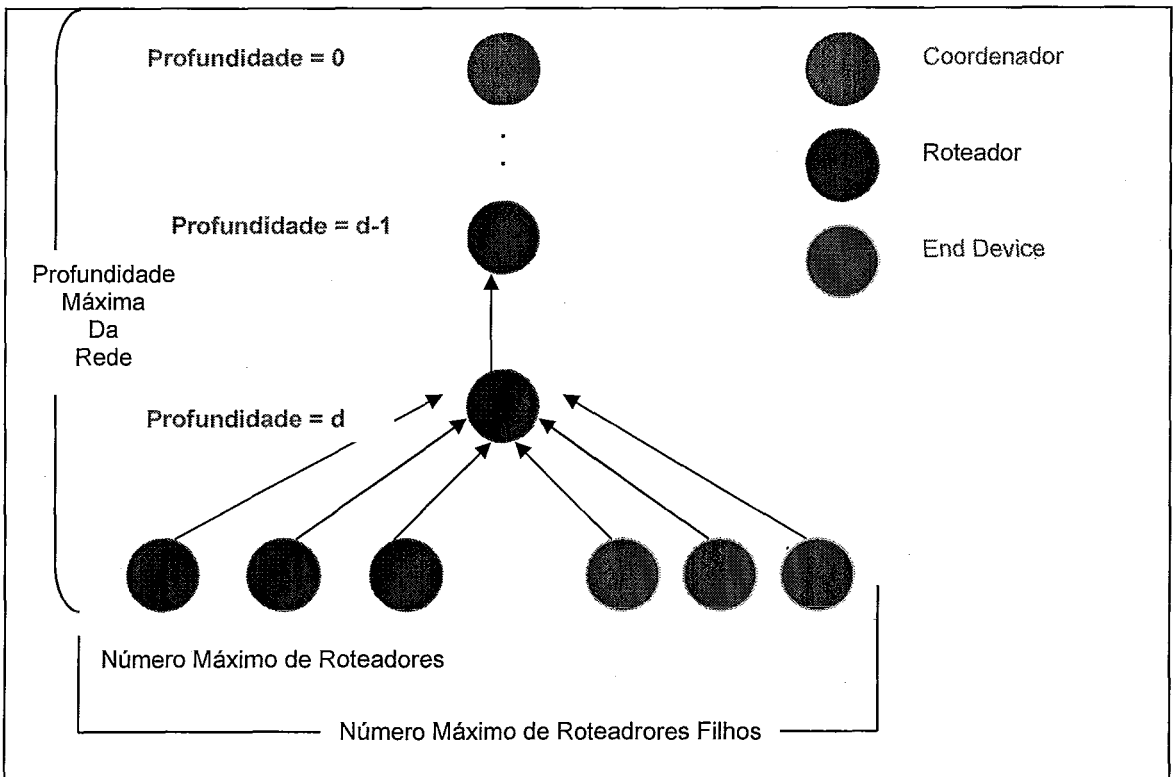 Profundidade = 0
Coordenador
Roteador
Profundidade = d-1
End Device
Profundidade
Máxima
Da
Rede
Profundidade = d
Número Máximo de Roteadores
Número Máximo de Roteadrores Filhos